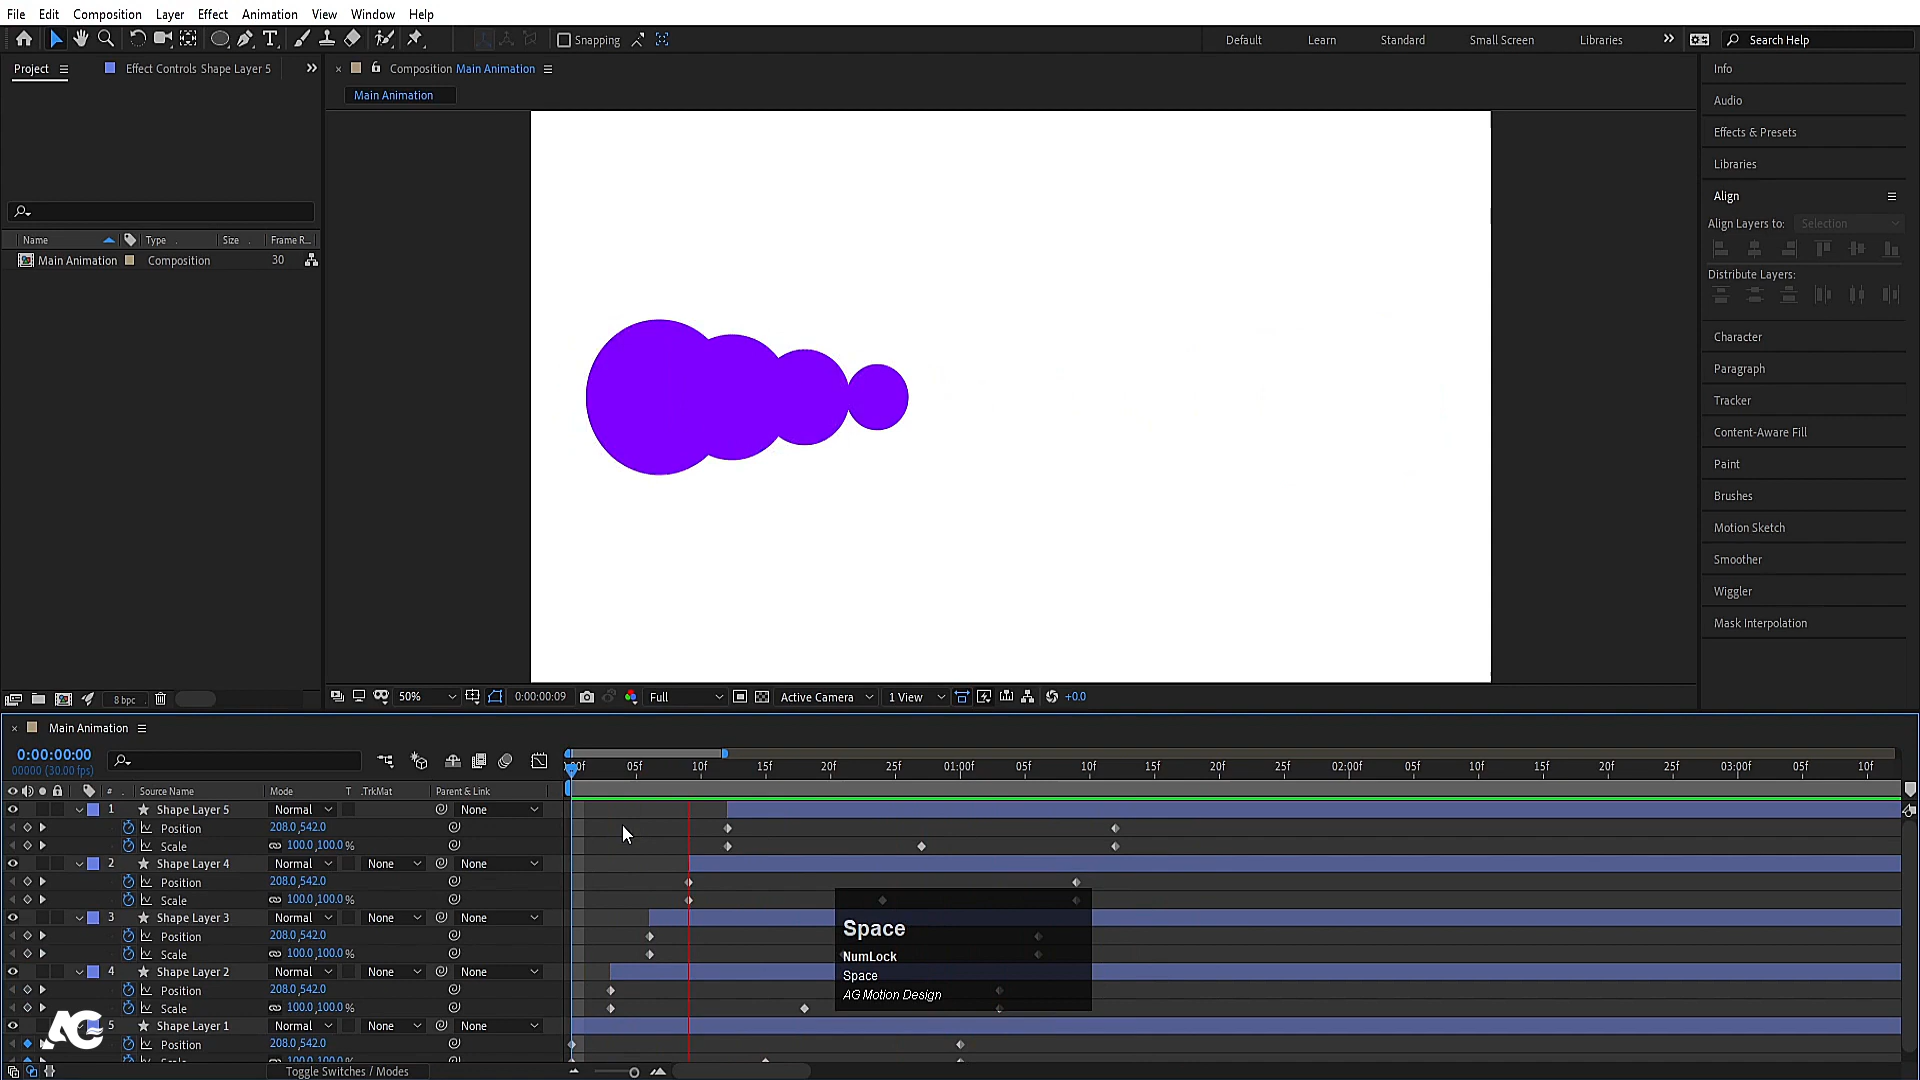 File Edit Composition Layer Effect Animation View Window Help
Snapping
Default Learn Standard Small Screen Libraries
Search Help
Project
Effect Controls Shape Layer 5
Composition Main Animation
Main Animation
Name Type Size Frame R...
Main Animation Composition 30
Info
Audio
Effects & Presets
Libraries
Align
Align Layers to: Selection
Distribute Layers:
Character
Paragraph
Tracker
Content-Aware Fill
Paint
Brushes
Motion Sketch
Smoother
Wiggler
Mask Interpolation
8 bpc
50% 0:00:00:09 Full Active Camera 1 View +0.0
Main Animation
0:00:00:00
00000 (30.00 fps)
05f 10f 15f 20f 25f 01:00f 05f 10f 15f 20f 25f 02:00f 05f 10f 15f 20f 25f 03:00f 05f 10f
# Source Name Mode T .TrkMat Parent & Link
1 Shape Layer 5 Normal None
Position 208.0,542.0
Scale 100.0,100.0%
2 Shape Layer 4 Normal None None
Position 208.0,542.0
Scale 100.0,100.0%
3 Shape Layer 3 Normal None None
Position 208.0,542.0
Scale 100.0,100.0%
4 Shape Layer 2 Normal None None
Position 208.0,542.0
Scale 100.0,100.0%
5 Shape Layer 1 Normal None None
Position 208.0,542.0
Space
NumLock
Space
AG Motion Design
AG
Toggle Switches / Modes